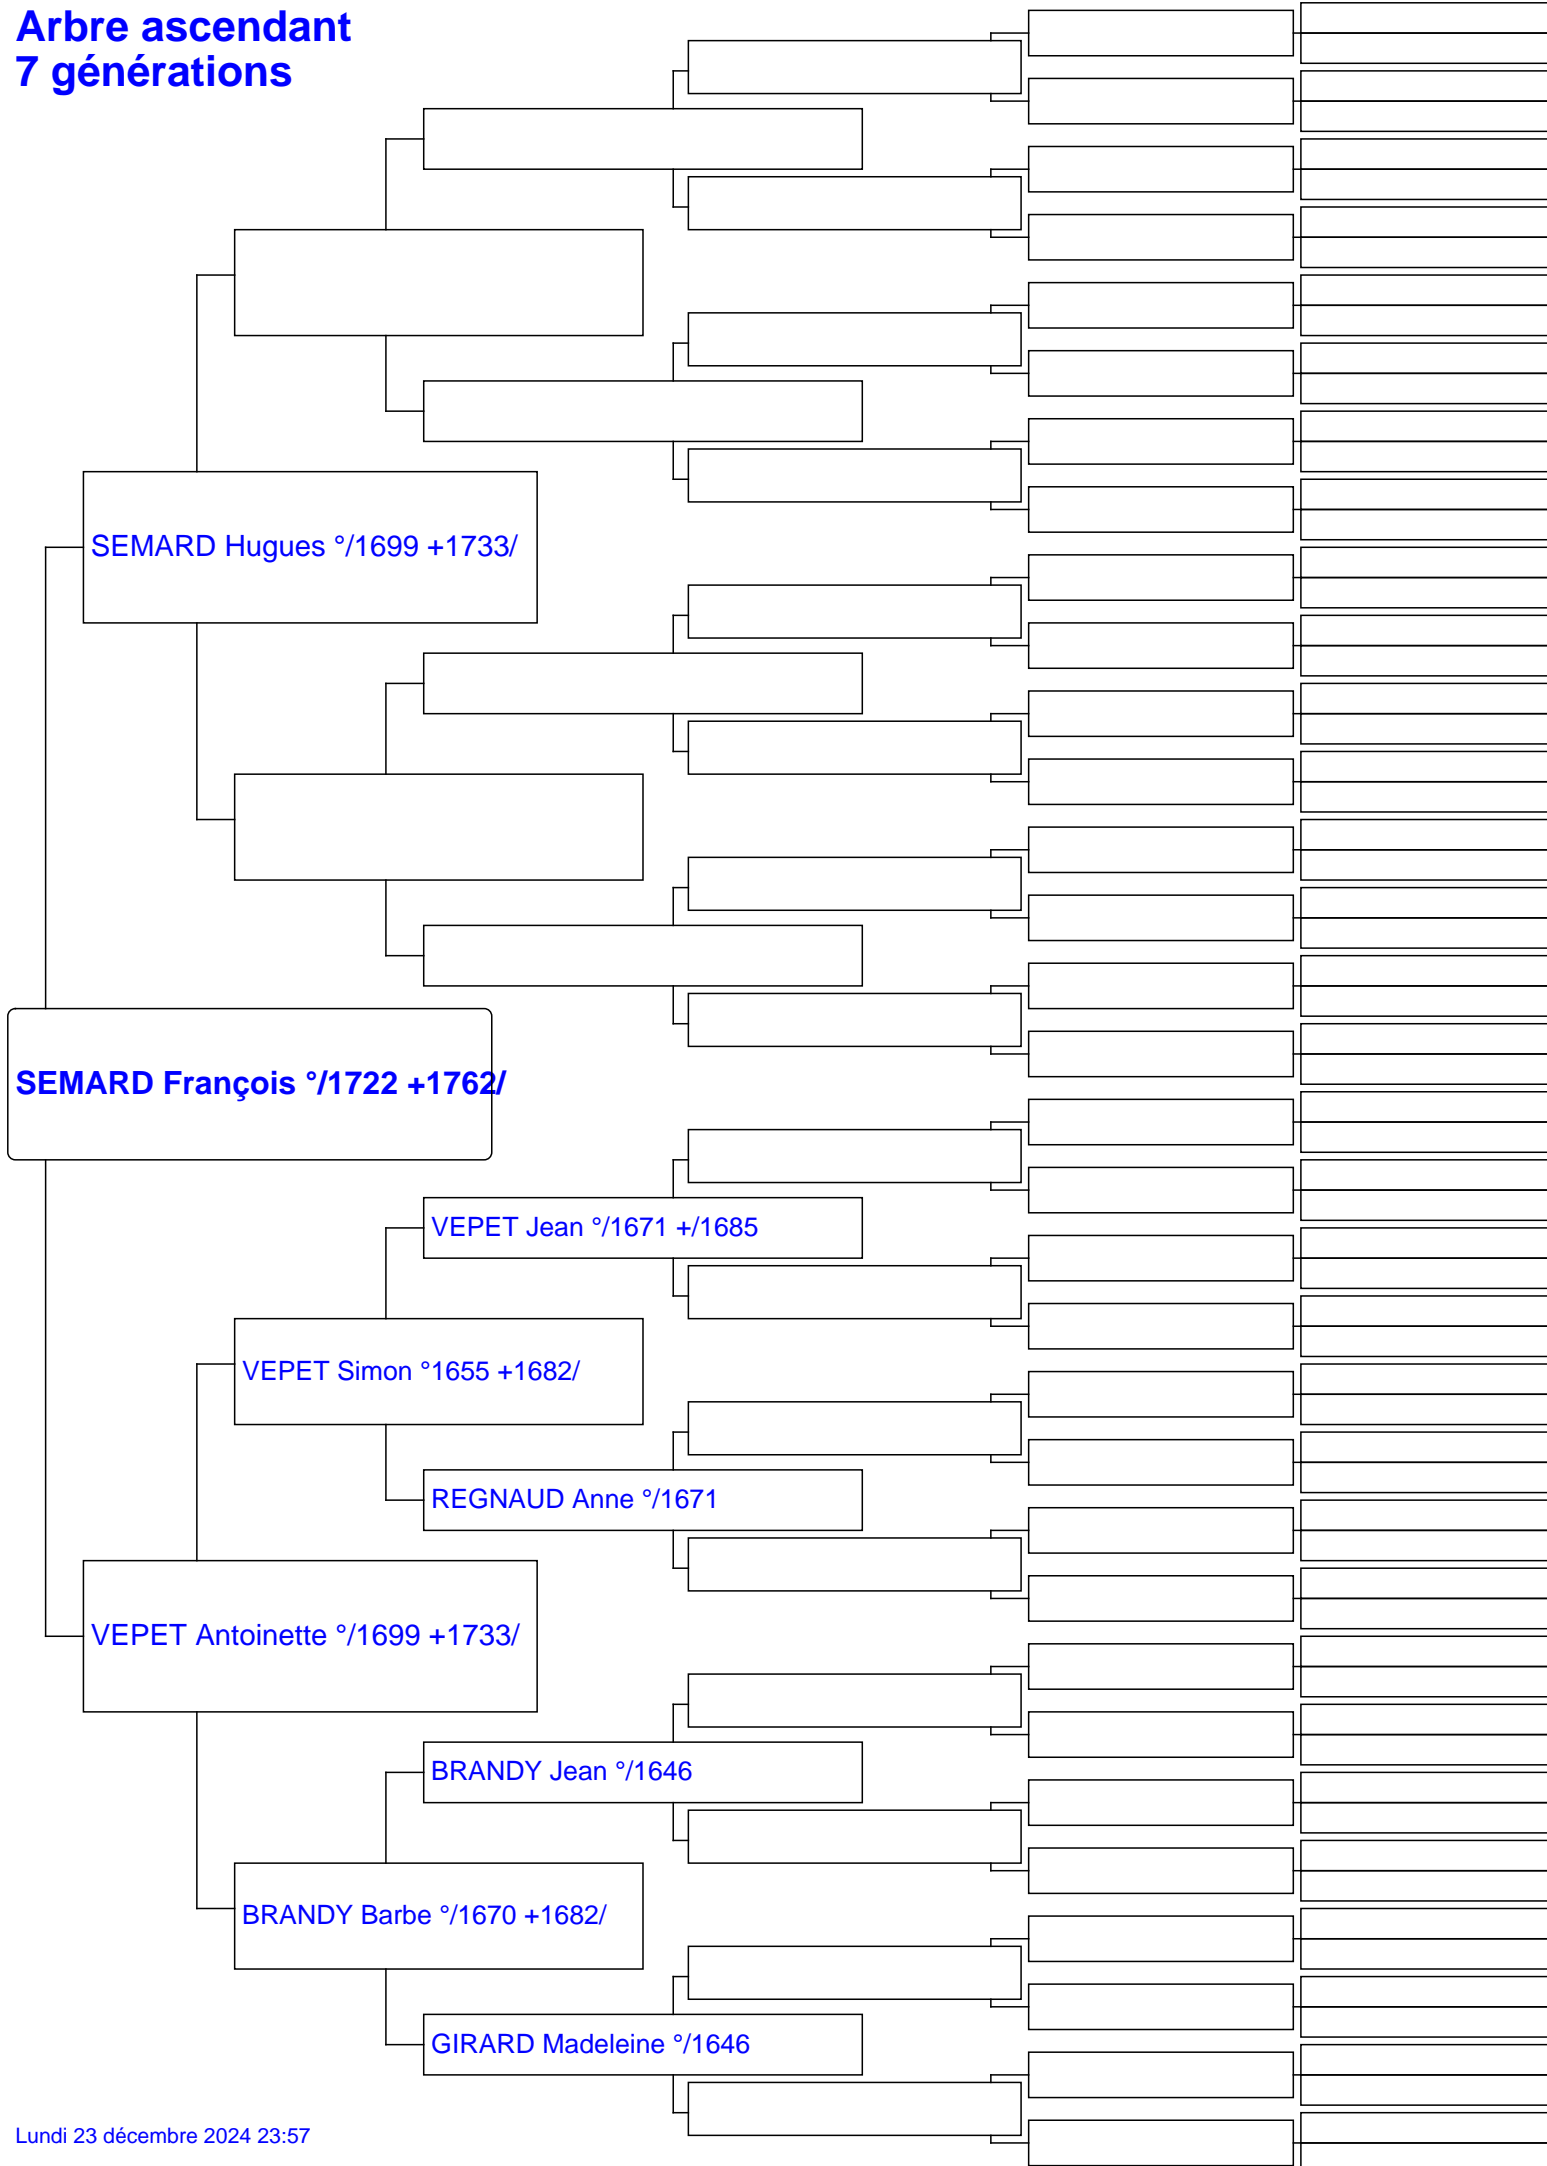 Arbre ascendant
7 générations
SEMARD Hugues °/1699 +1733/
SEMARD François °/1722 +1762/
VEPET Jean °/1671 +/1685
VEPET Simon °1655 +1682/
REGNAUD Anne °/1671
VEPET Antoinette °/1699 +1733/
BRANDY Jean °/1646
BRANDY Barbe °/1670 +1682/
GIRARD Madeleine °/1646
Lundi 23 décembre 2024 23:57